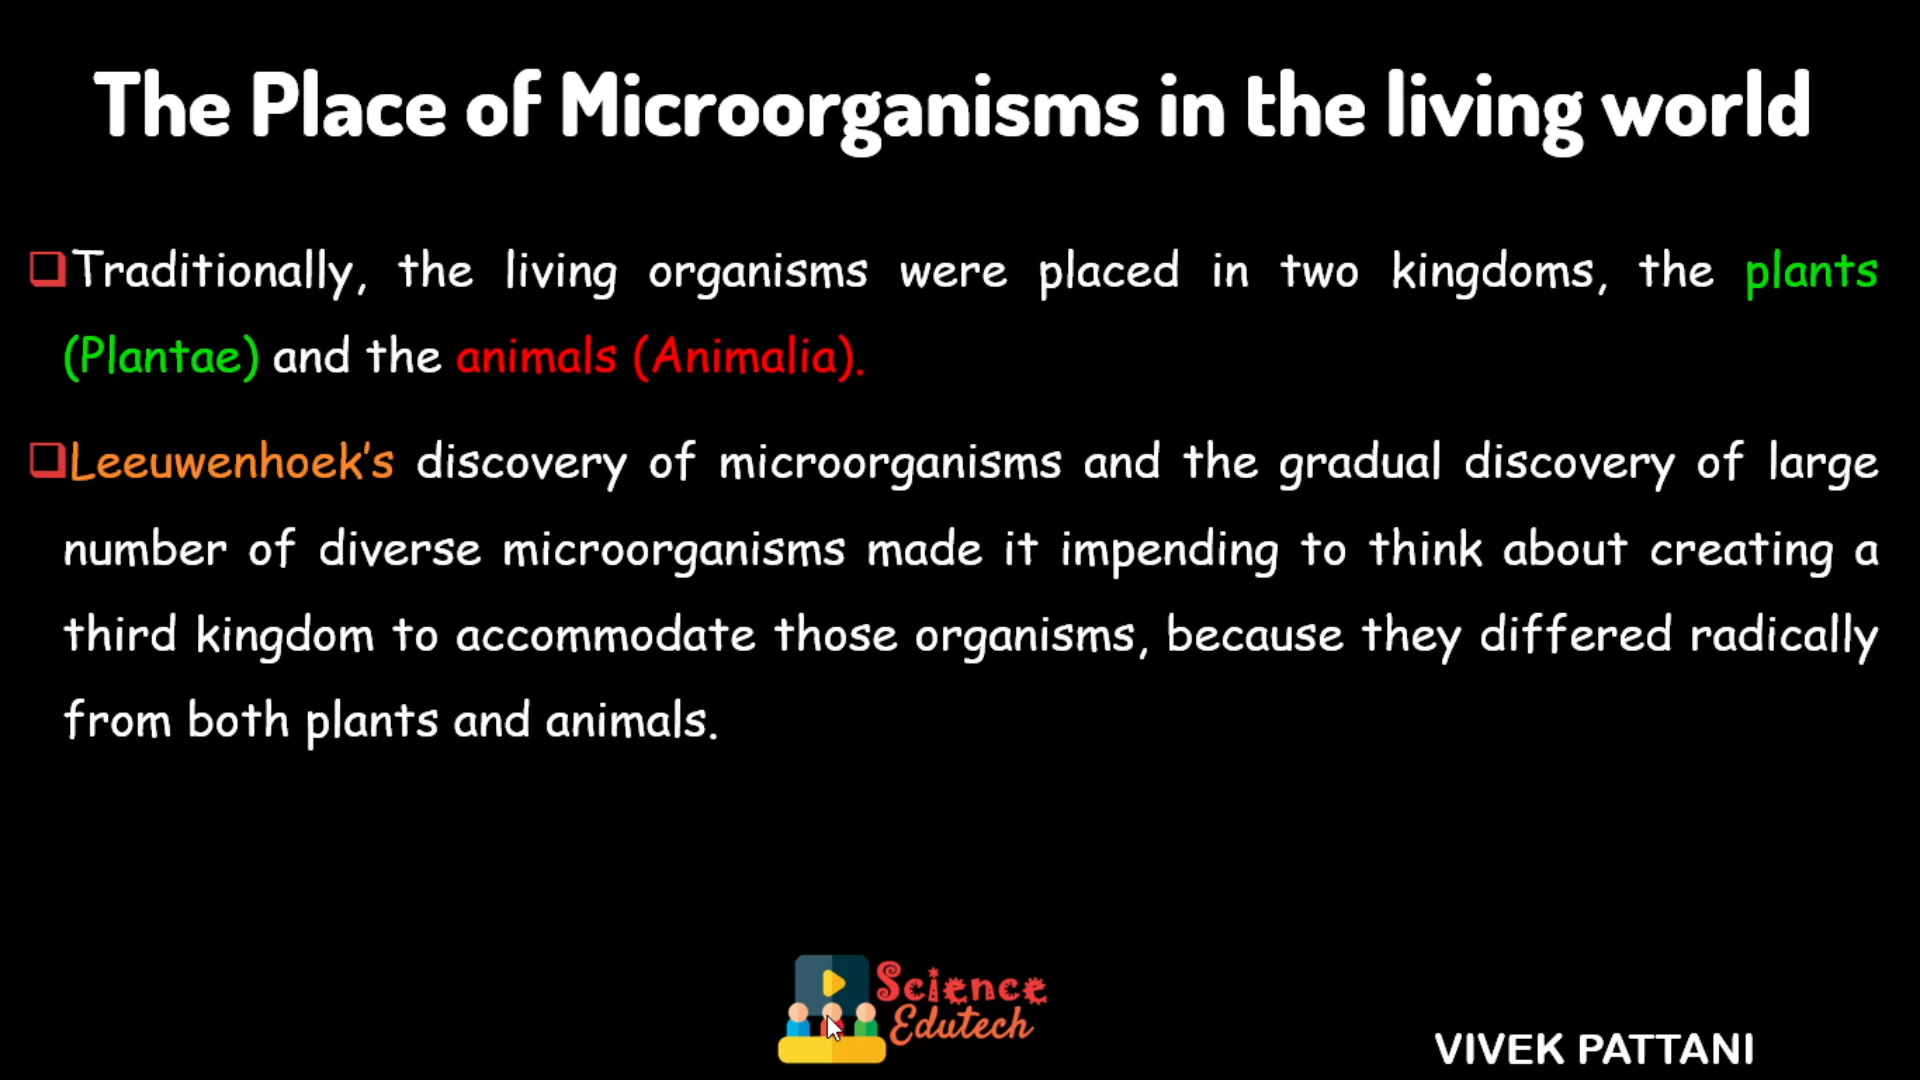 The Place of Microorganisms in the living world
❑Traditionally, the living organisms were placed in two kingdoms, the plants
(Plantae) and the animals (Animalia).
❑Leeuwenhoek's discovery of microorganisms and the gradual discovery of large
number of diverse microorganisms made it impending to think about creating a
third kingdom to accommodate those organisms, because they differed radically
from both plants and animals.
Science
Edutech
VIVEK PATTANI